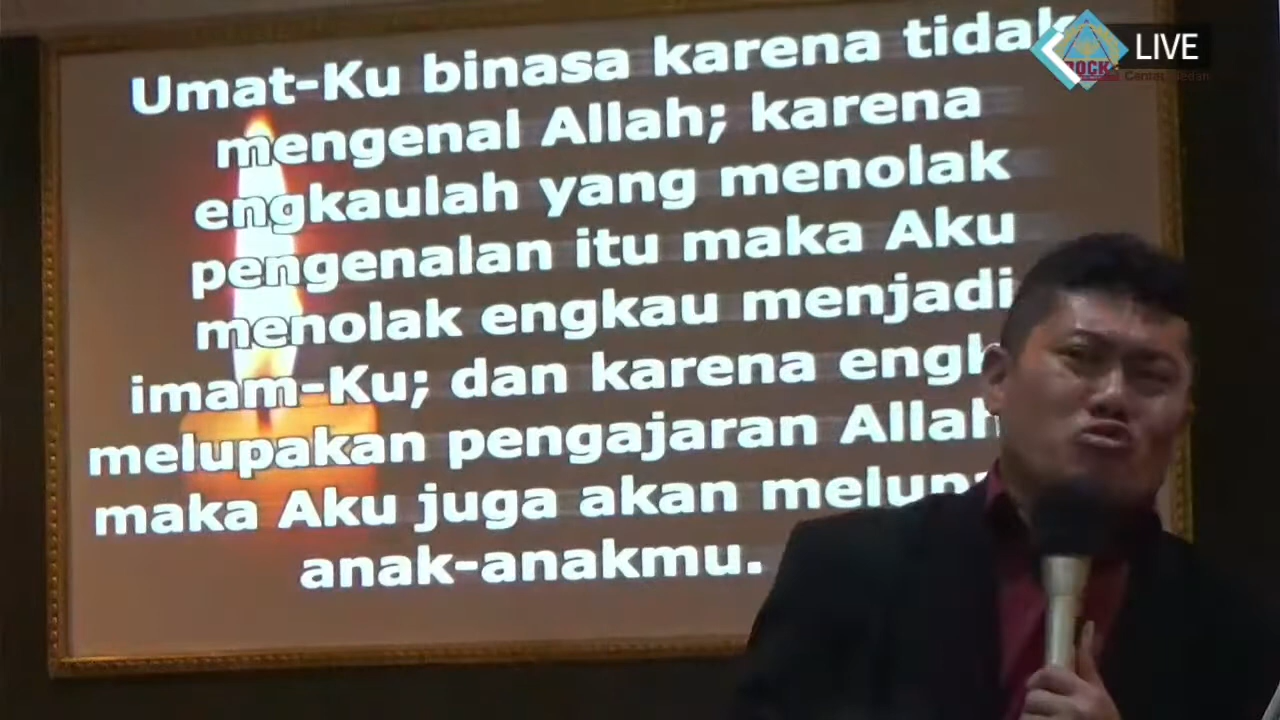 Umat-Ku binasa karena tidak
mengenal Allah; karena
engkaulah yang menolak
pengenalan itu maka Aku
menolak engkau menjadi
imam-Ku; dan karena
melupakan pengajaran Allah
maka Aku juga akan
anak-anakmu.
LIVE
ROCK